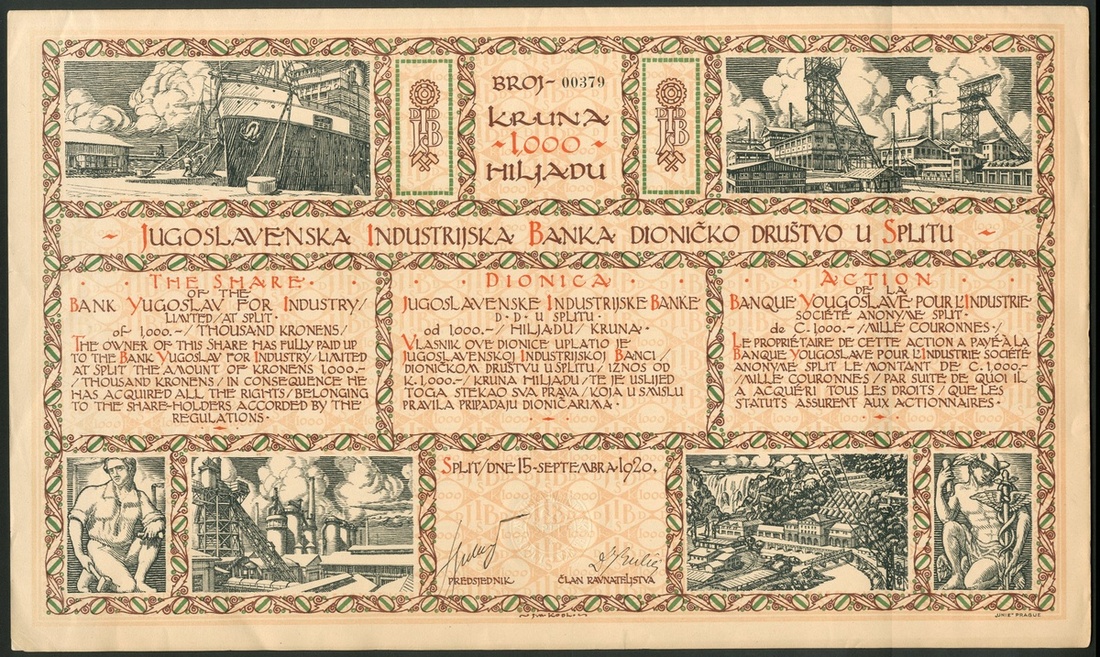 BROJ- 00379
KRUNA
~1.000~
HILJADU
~ JUGOSLAVENSKA INDUSTRIJSKA BANKA DIONIČKO DRUŠTVO U SPLITU ~
· THE SHARE ·
OF THE
BANK YUGOSLAV FOR INDUSTRY/
LIMITED/AT SPLIT·
of 1,000.-/THOUSAND KRONENS/
THE OWNER OF THIS SHARE HAS FULLY PAID UP
TO THE BANK YUGOSLAV FOR INDUSTRY/LIMITED
AT SPLIT THE AMOUNT OF KRONENS 1.000.-
/THOUSAND KRONENS/IN CONSEQUENCE HE
HAS ACQUIRED ALL THE RIGHTS/BELONGING
TO THE SHARE-HOLDERS ACCORDED BY THE
REGULATIONS·
· DIONICA ·
JUGOSLAVENSKE INDUSTRIJSKE BANKE
D·D·U SPLITU·
od 1.000.-/HILJADU/KRUNA·
VLASNIK OVE DIONICE UPLATIO JE
JUGOSLAVENSKOJ INDUSTRIJSKOJ BANCI/
DIONIČKOM DRUŠTVU U SPLITU/IZNOS OD
K.1.000.-/KRUNA HILJADU/TE JE USLIJED
TOGA STEKAO SVA PRAVA/KOJA U SMISLU
PRAVILA PRIPADAJU DIONIČARIMA·
· ACTION ·
DE LA
BANQUE YOUGOSLAVE POUR L'INDUSTRIE
SOCIÉTÉ ANONYME SPLIT·
de C.1.000.-/MILLE COURONNES·/
LE PROPRIÉTAIRE DE CETTE ACTION A PAYÉ À LA
BANQUE YOUGOSLAVE POUR L'INDUSTRIE SOCIÉTÉ
ANONYME SPLIT LE MONTANT DE C.1.000.-
/MILLE COURONNES/PAR SUITE DE QUOI IL
A ACQUÉRI TOUS LES DROITS/QUE LES
STATUTS ASSURENT AUX ACTIONNAIRES·
SPLIT/DNE 15·SEPTEMBRA·1920.
PREDSJEDNIK
ČLAN RAVNATELJSTVA
"UNIE" PRAGUE